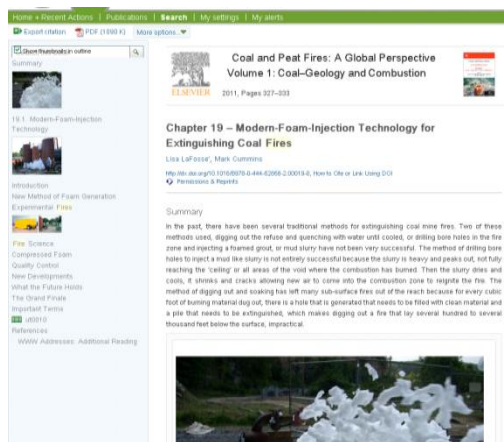 Home + Recent Actions | Publications | Search | My settings | My alerts
Export citation PDF (1898 K) More options...
Show thumbnails in outline
Summary
19.1. Modern-Foam-Injection
Technology
Introduction
New Method of Foam Generation
Experimental Fires
Fire Science
Compressed Foam
Quality Control
New Developments
What the Future Holds
The Grand Finale
Important Terms
References
WWW Addresses: Additional Reading
Coal and Peat Fires: A Global Perspective
Volume 1: Coal–Geology and Combustion
ELSEVIER
2011, Pages 327–333
Chapter 19 – Modern-Foam-Injection Technology for
Extinguishing Coal Fires
Lisa LaFosse, Mark Cummins
How to Cite or Link Using DOI
Permissions & Reprints
Summary
In the past, there have been several traditional methods for extinguishing coal mine fires. Two of these
methods used, digging out the refuse and quenching with water until cooled, or drilling bore holes in the fire
zone and injecting a foamed grout, or mud slurry have not been very successful. The method of drilling bore
holes to inject a mud like slurry is not entirely successful because the slurry is heavy and peaks out, not fully
reaching the 'ceiling' or all areas of the void where the combustion has burned. Then the slurry dries and
cools, it shrinks and cracks allowing new air to come into the combustion zone to reignite the fire. The
method of digging out and soaking has left many sub-surface fires out of the reach because for every cubic
foot of burning material dug out, there is a hole that is generated that needs to be filled with clean material and
a pile that needs to be extinguished, which makes digging out a fire that lay several hundred to several
thousand feet below the surface, impractical.